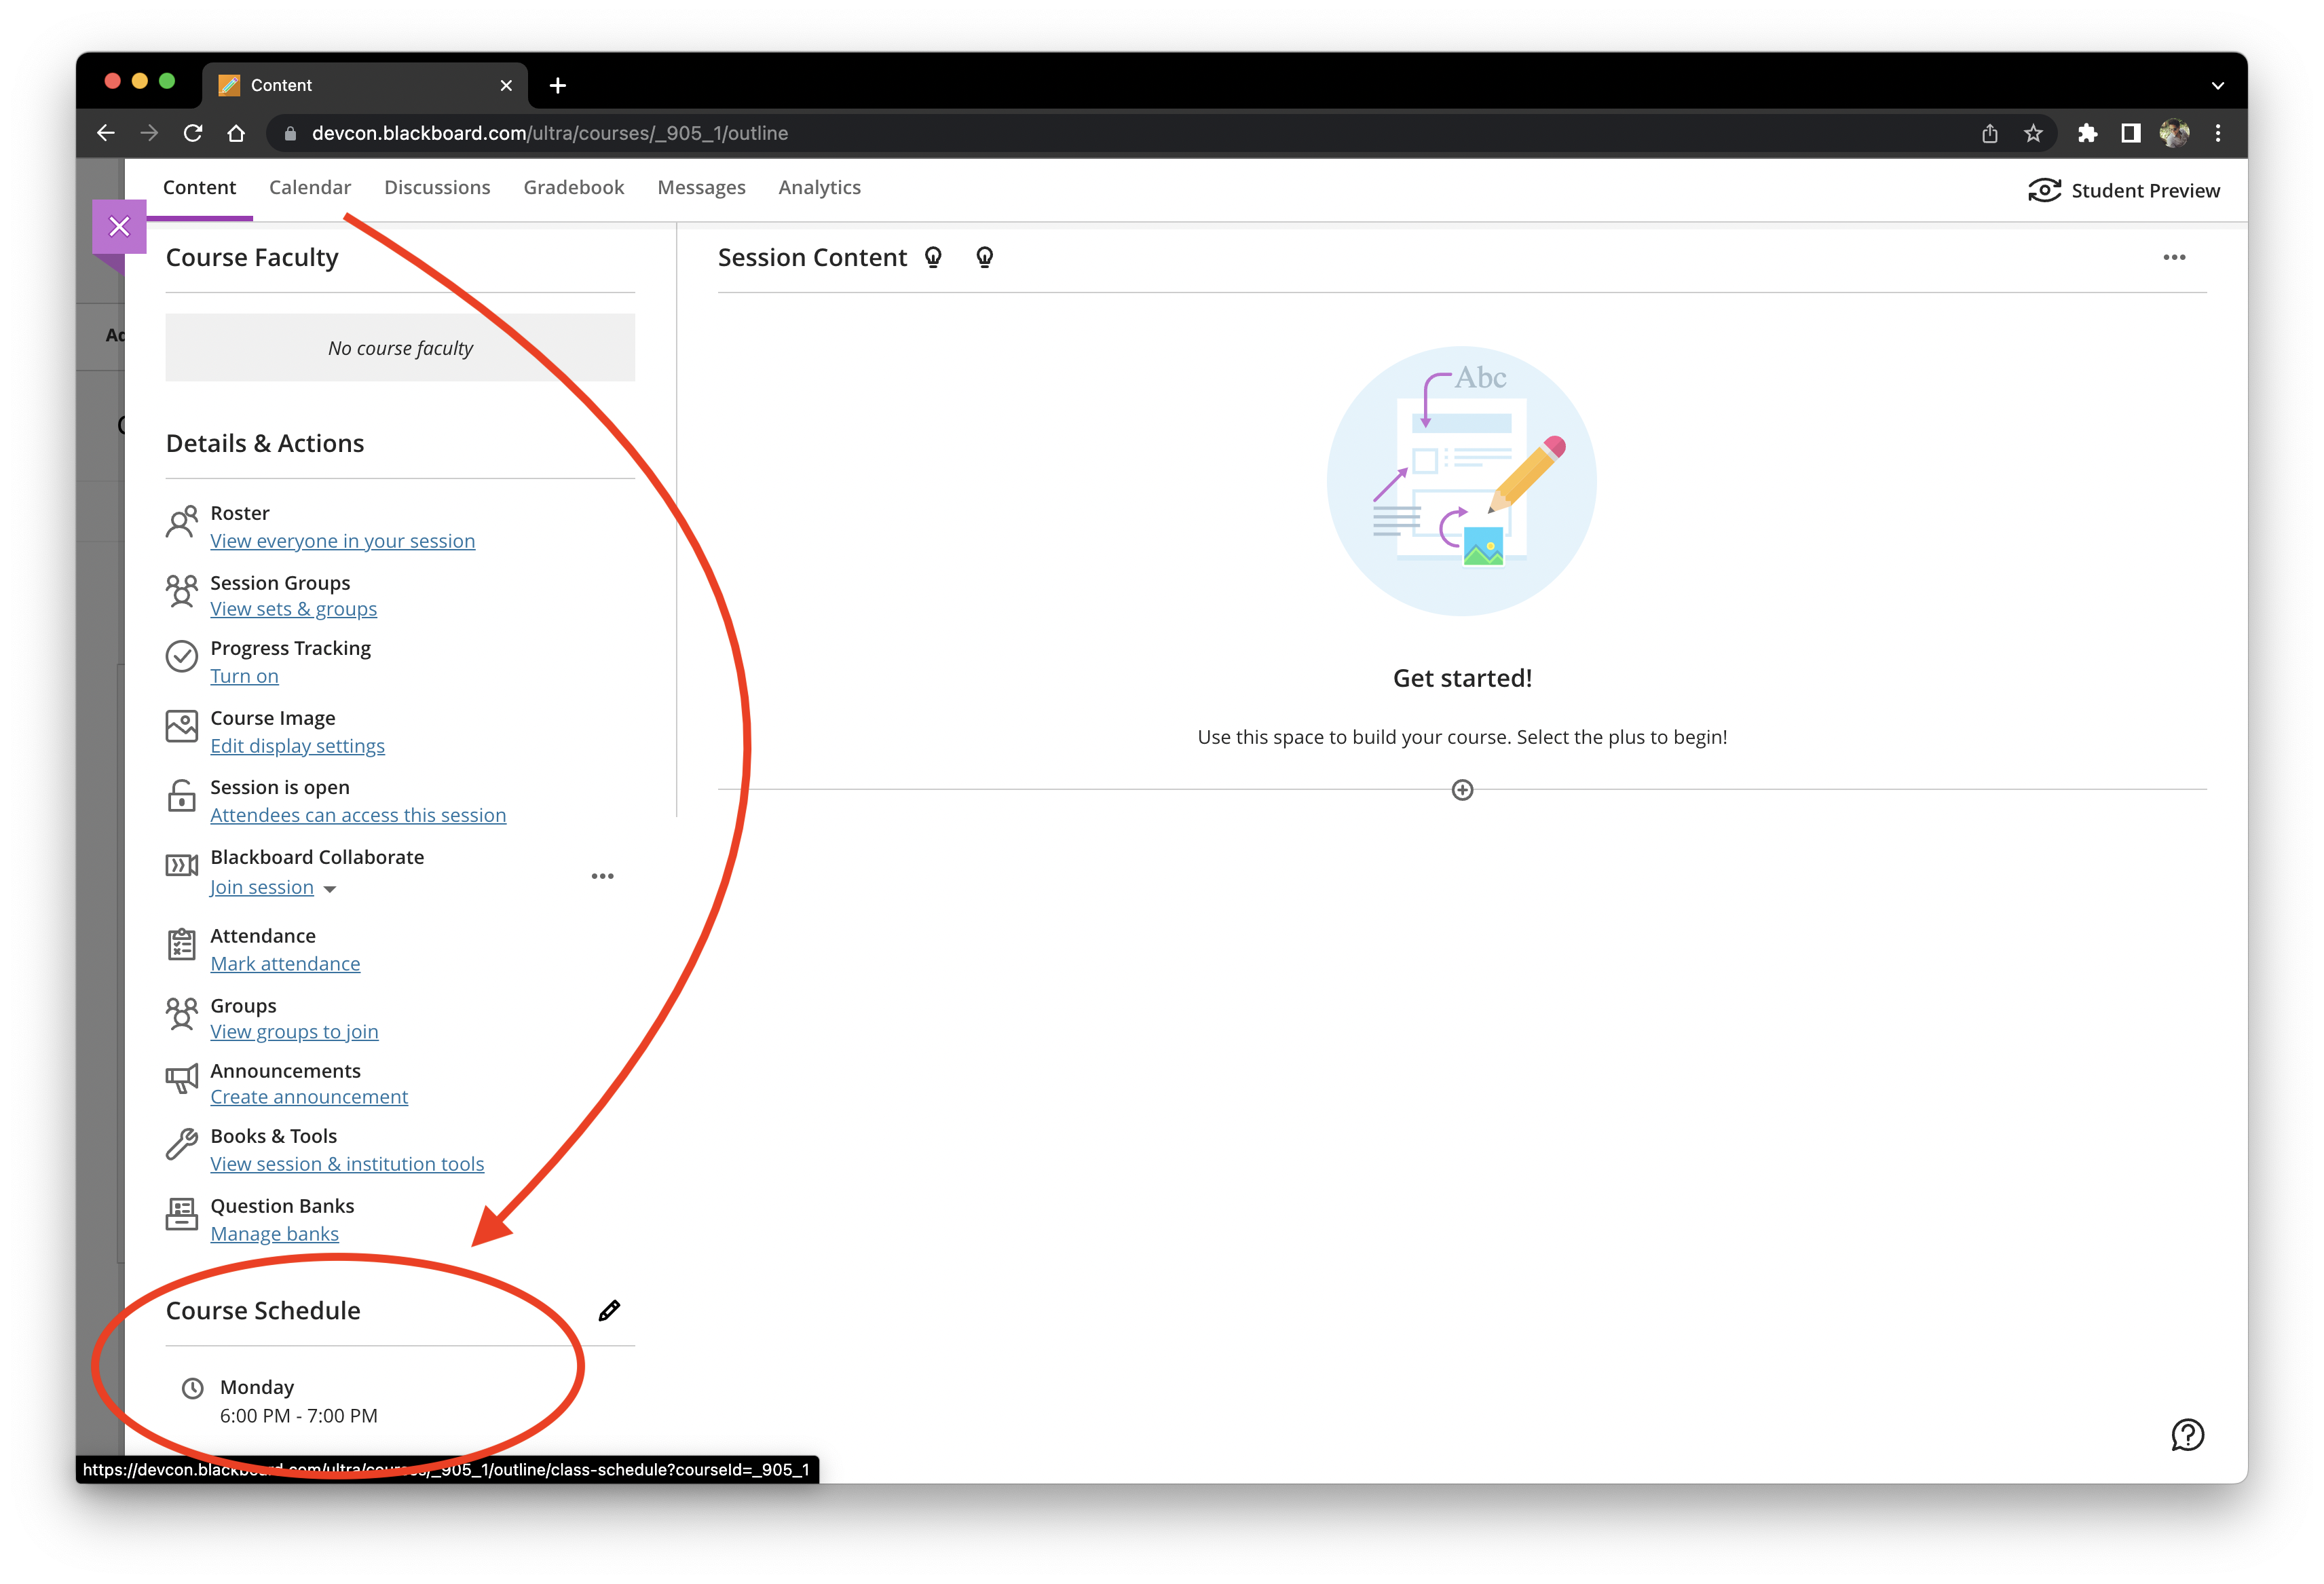 Content
devcon.blackboard.com/ultra/courses/_905_1/outline
Content Calendar Discussions Gradebook Messages Analytics
Student Preview
Course Faculty
No course faculty
Details & Actions
Roster
View everyone in your session
Session Groups
View sets & groups
Progress Tracking
Turn on
Course Image
Edit display settings
Session is open
Attendees can access this session
Blackboard Collaborate
Join session
Attendance
Mark attendance
Groups
View groups to join
Announcements
Create announcement
Books & Tools
View session & institution tools
Question Banks
Manage banks
Course Schedule
Monday
6:00 PM - 7:00 PM
https://devcon.blackboard.com/ultra/courses/_905_1/outline/class-schedule?courseId=_905_1
Session Content
Abc
Get started!
Use this space to build your course. Select the plus to begin!